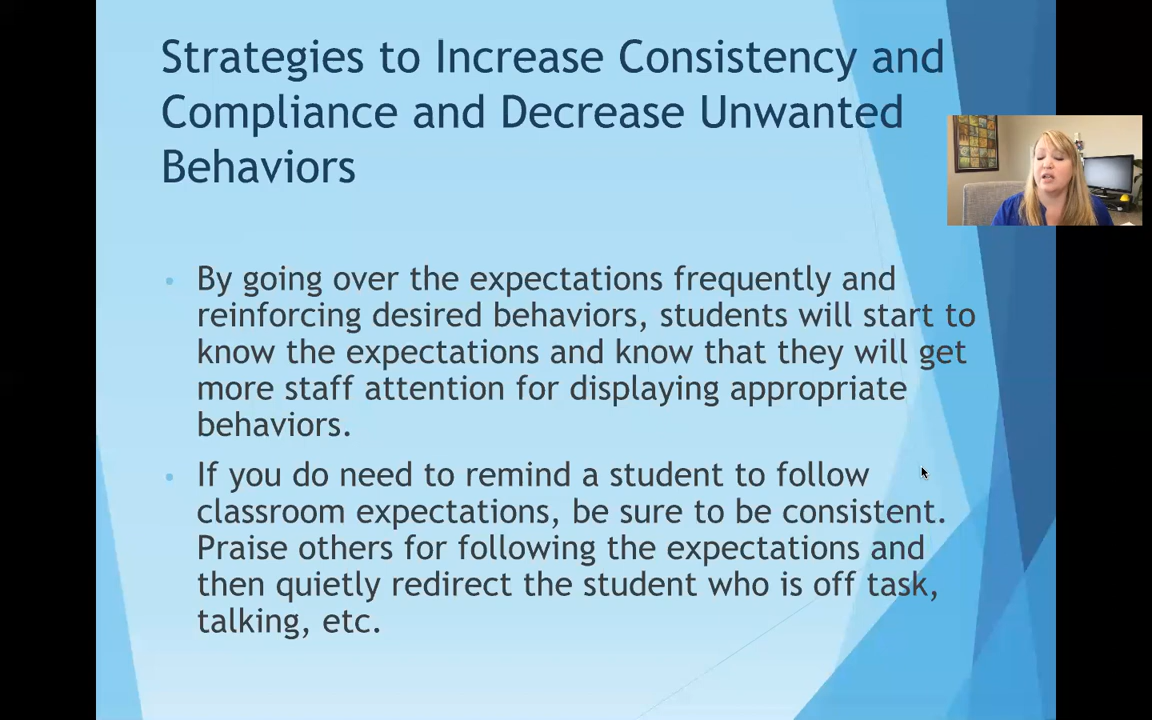 Strategies to Increase Consistency and
Compliance and Decrease Unwanted
Behaviors
• By going over the expectations frequently and
reinforcing desired behaviors, students will start to
know the expectations and know that they will get
more staff attention for displaying appropriate
behaviors.
• If you do need to remind a student to follow
classroom expectations, be sure to be consistent.
Praise others for following the expectations and
then quietly redirect the student who is off task,
talking, etc.